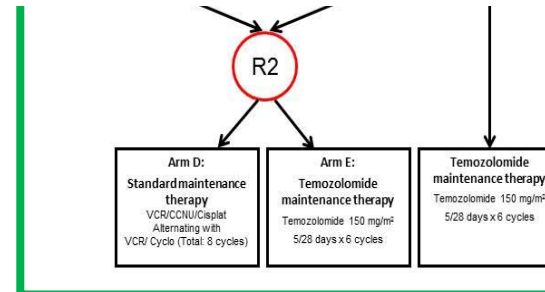 R2
Arm D:
Standard maintenance
therapy
VCR/CCNU/Cisplat
Alternating with
VCR/ Cyclo (Total: 8 cycles)
Arm E:
Temozolomide
maintenance therapy
Temozolomide 150 mg/m²
5/28 days x 6 cycles
Temozolomide
maintenance therapy
Temozolomide 150 mg/m²
5/28 days x 6 cycles